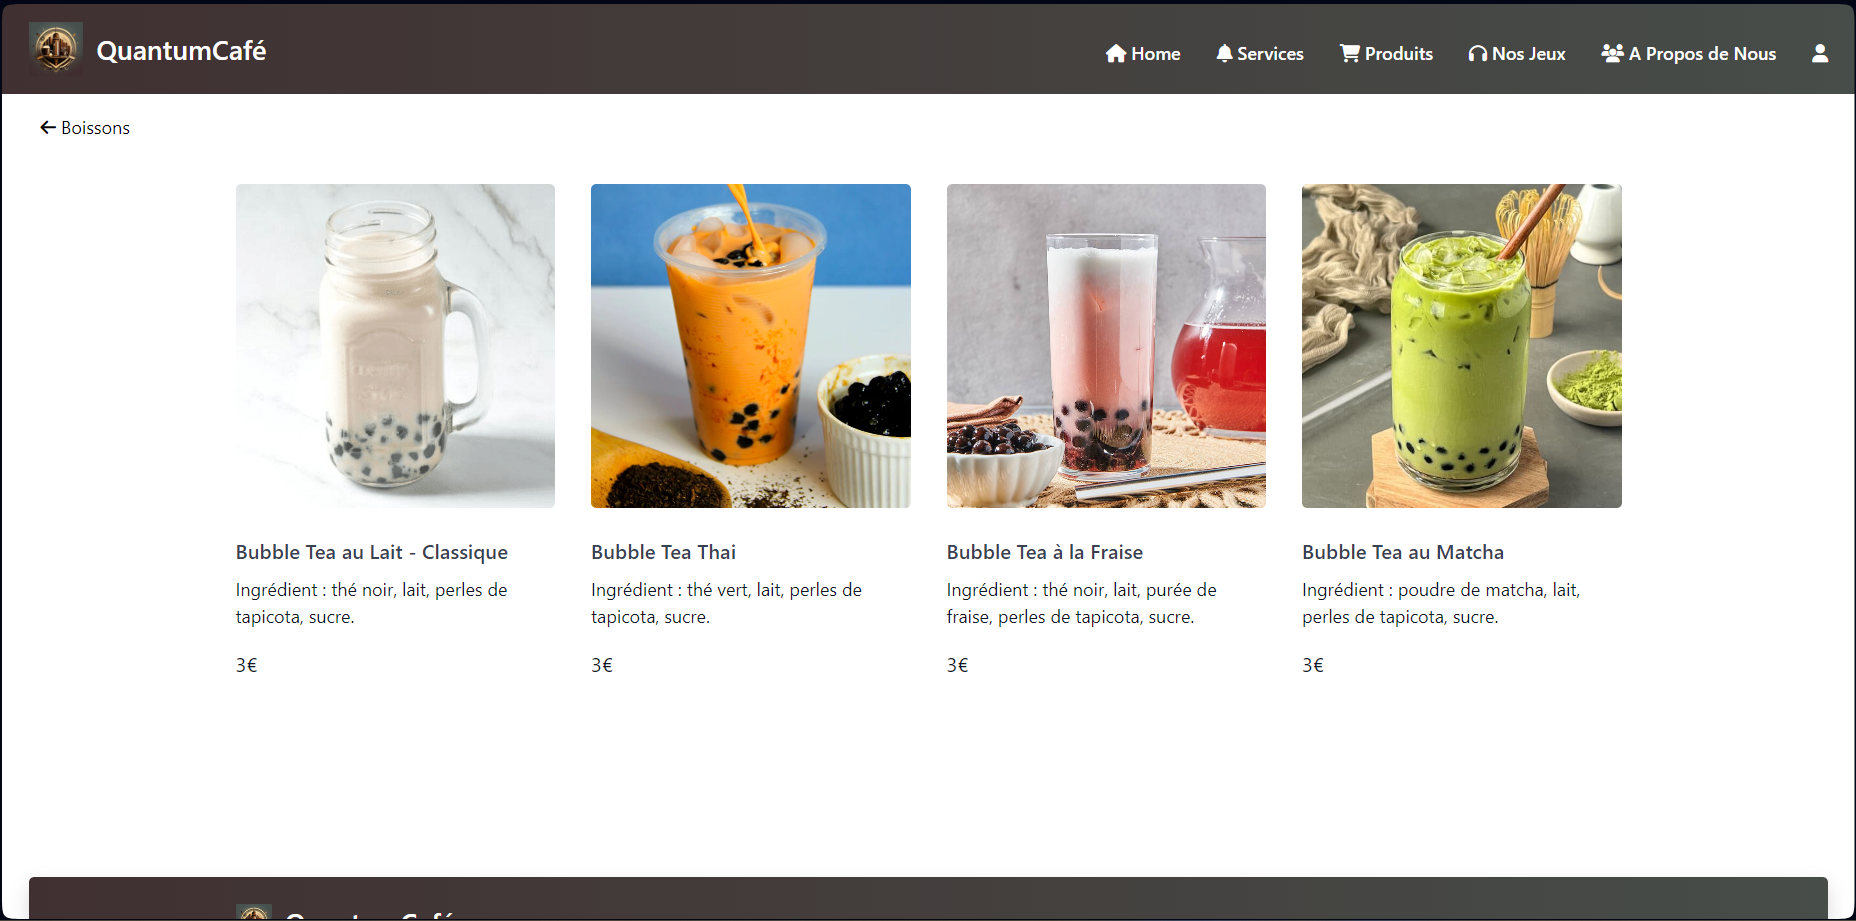 QuantumCafé
Home
Services
Produits
Nos Jeux
A Propos de Nous
Boissons
Bubble Tea au Lait - Classique
Ingrédient : thé noir, lait, perles de
tapicota, sucre.
3€
Bubble Tea Thai
Ingrédient : thé vert, lait, perles de
tapicota, sucre.
3€
Bubble Tea à la Fraise
Ingrédient : thé noir, lait, purée de
fraise, perles de tapicota, sucre.
3€
Bubble Tea au Matcha
Ingrédient : poudre de matcha, lait,
perles de tapicota, sucre.
3€
QuantumCafé